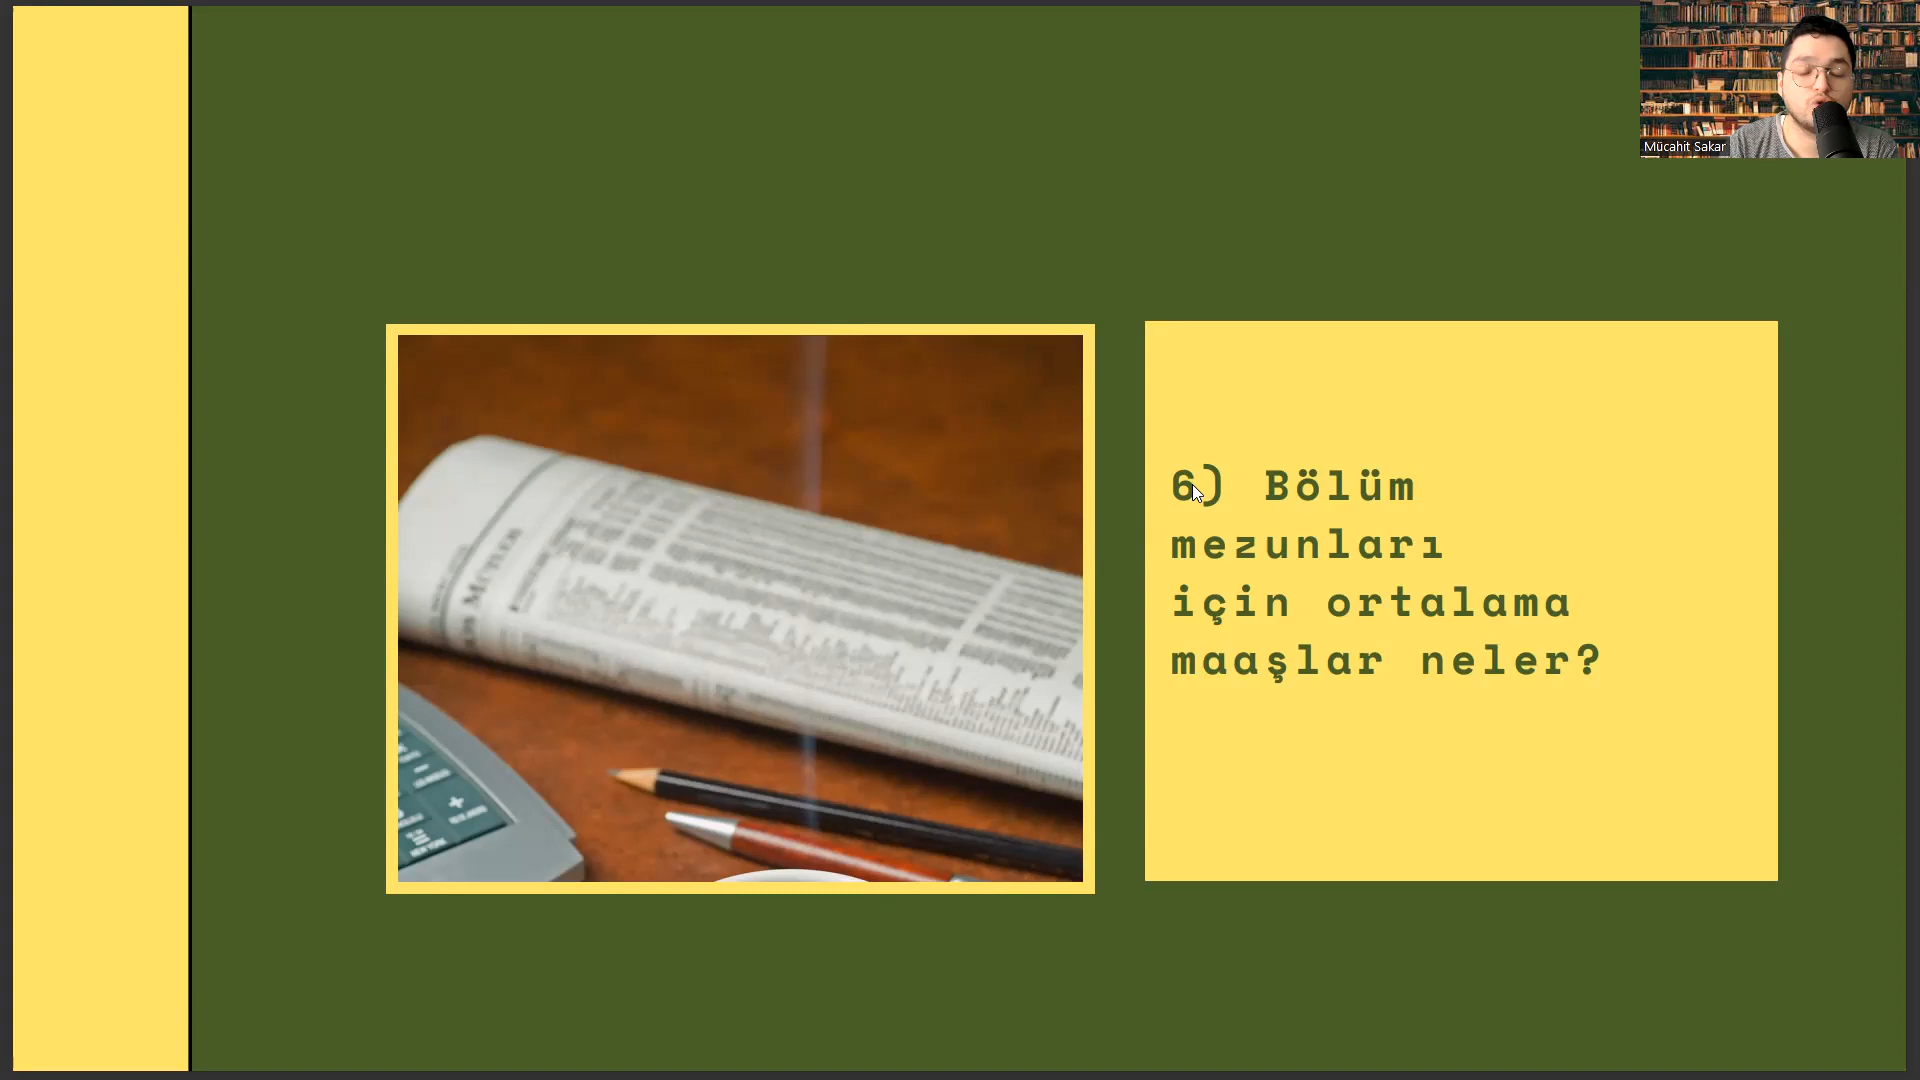 Mücahit Sakar
6) Bölüm
mezunları
için ortalama
maaşlar neler?